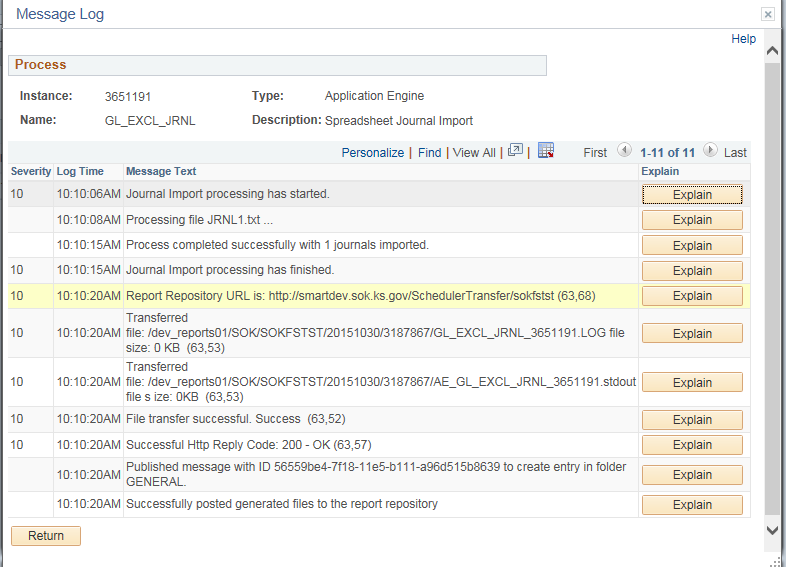 Message Log
Help
Process
Instance: 3651191 Type: Application Engine
Name: GL_EXCL_JRNL Description: Spreadsheet Journal Import
Personalize | Find | View All | | First 1-11 of 11 Last
Severity Log Time Message Text Explain
10 10:10:06AM Journal Import processing has started. Explain
10:10:08AM Processing file JRNL1.txt ... Explain
10:10:15AM Process completed successfully with 1 journals imported. Explain
10 10:10:15AM Journal Import processing has finished. Explain
10 10:10:20AM Report Repository URL is: http://smartdev.sok.ks.gov/SchedulerTransfer/sokfstst (63,68) Explain
Transferred
10 10:10:20AM file: /dev_reports01/SOK/SOKFSTST/20151030/3187867/GL_EXCL_JRNL_3651191.LOG file Explain
size: 0 KB (63,53)
Transferred
10 10:10:20AM file: /dev_reports01/SOK/SOKFSTST/20151030/3187867/AE_GL_EXCL_JRNL_3651191.stdout Explain
file s ize: 0KB (63,53)
10 10:10:20AM File transfer successful. Success (63,52) Explain
10 10:10:20AM Successful Http Reply Code: 200 - OK (63,57) Explain
10:10:20AM Published message with ID 56559be4-7f18-11e5-b111-a96d515b8639 to create entry in folder Explain
GENERAL.
10:10:20AM Successfully posted generated files to the report repository Explain
Return